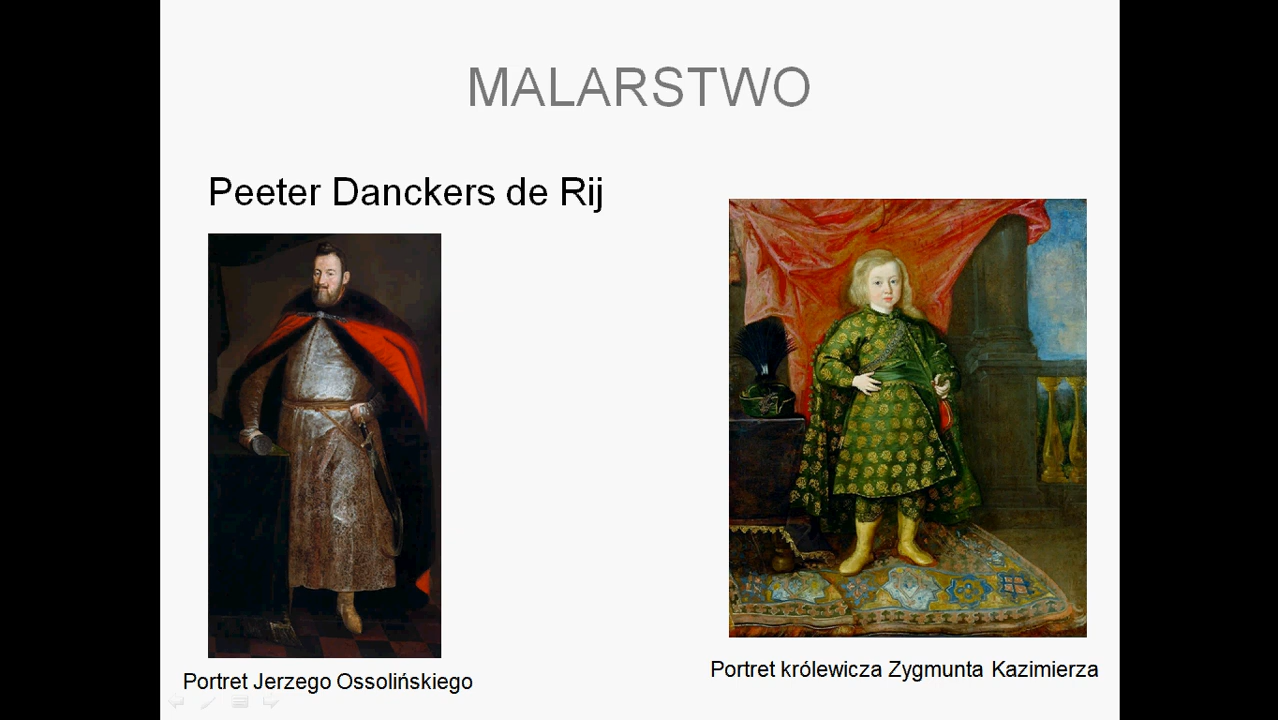 MALARSTWO
Peeter Danckers de Rij
Portret Jerzego Ossolińskiego
Portret królewicza Zygmunta Kazimierza